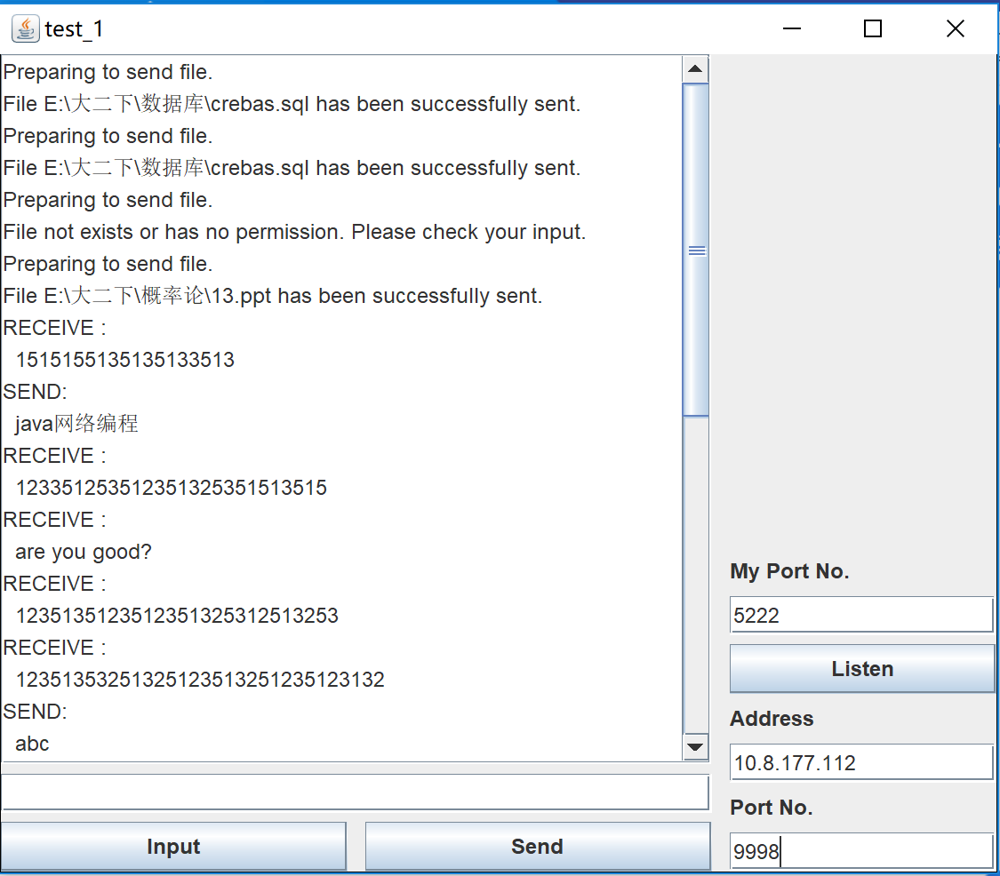 test_1
Preparing to send file.
File E:\大二下\数据库\crebas.sql has been successfully sent.
Preparing to send file.
File E:\大二下\数据库\crebas.sql has been successfully sent.
Preparing to send file.
File not exists or has no permission. Please check your input.
Preparing to send file.
File E:\大二下\概率论\13.ppt has been successfully sent.
RECEIVE :
1515155135135133513
SEND:
java网络编程
RECEIVE :
123351253512351325351513515
RECEIVE :
are you good?
RECEIVE :
1235135123512351325312513253
RECEIVE :
12351353251325123513251235123132
SEND:
abc
Input
Send
My Port No.
5222
Listen
Address
10.8.177.112
Port No.
9998